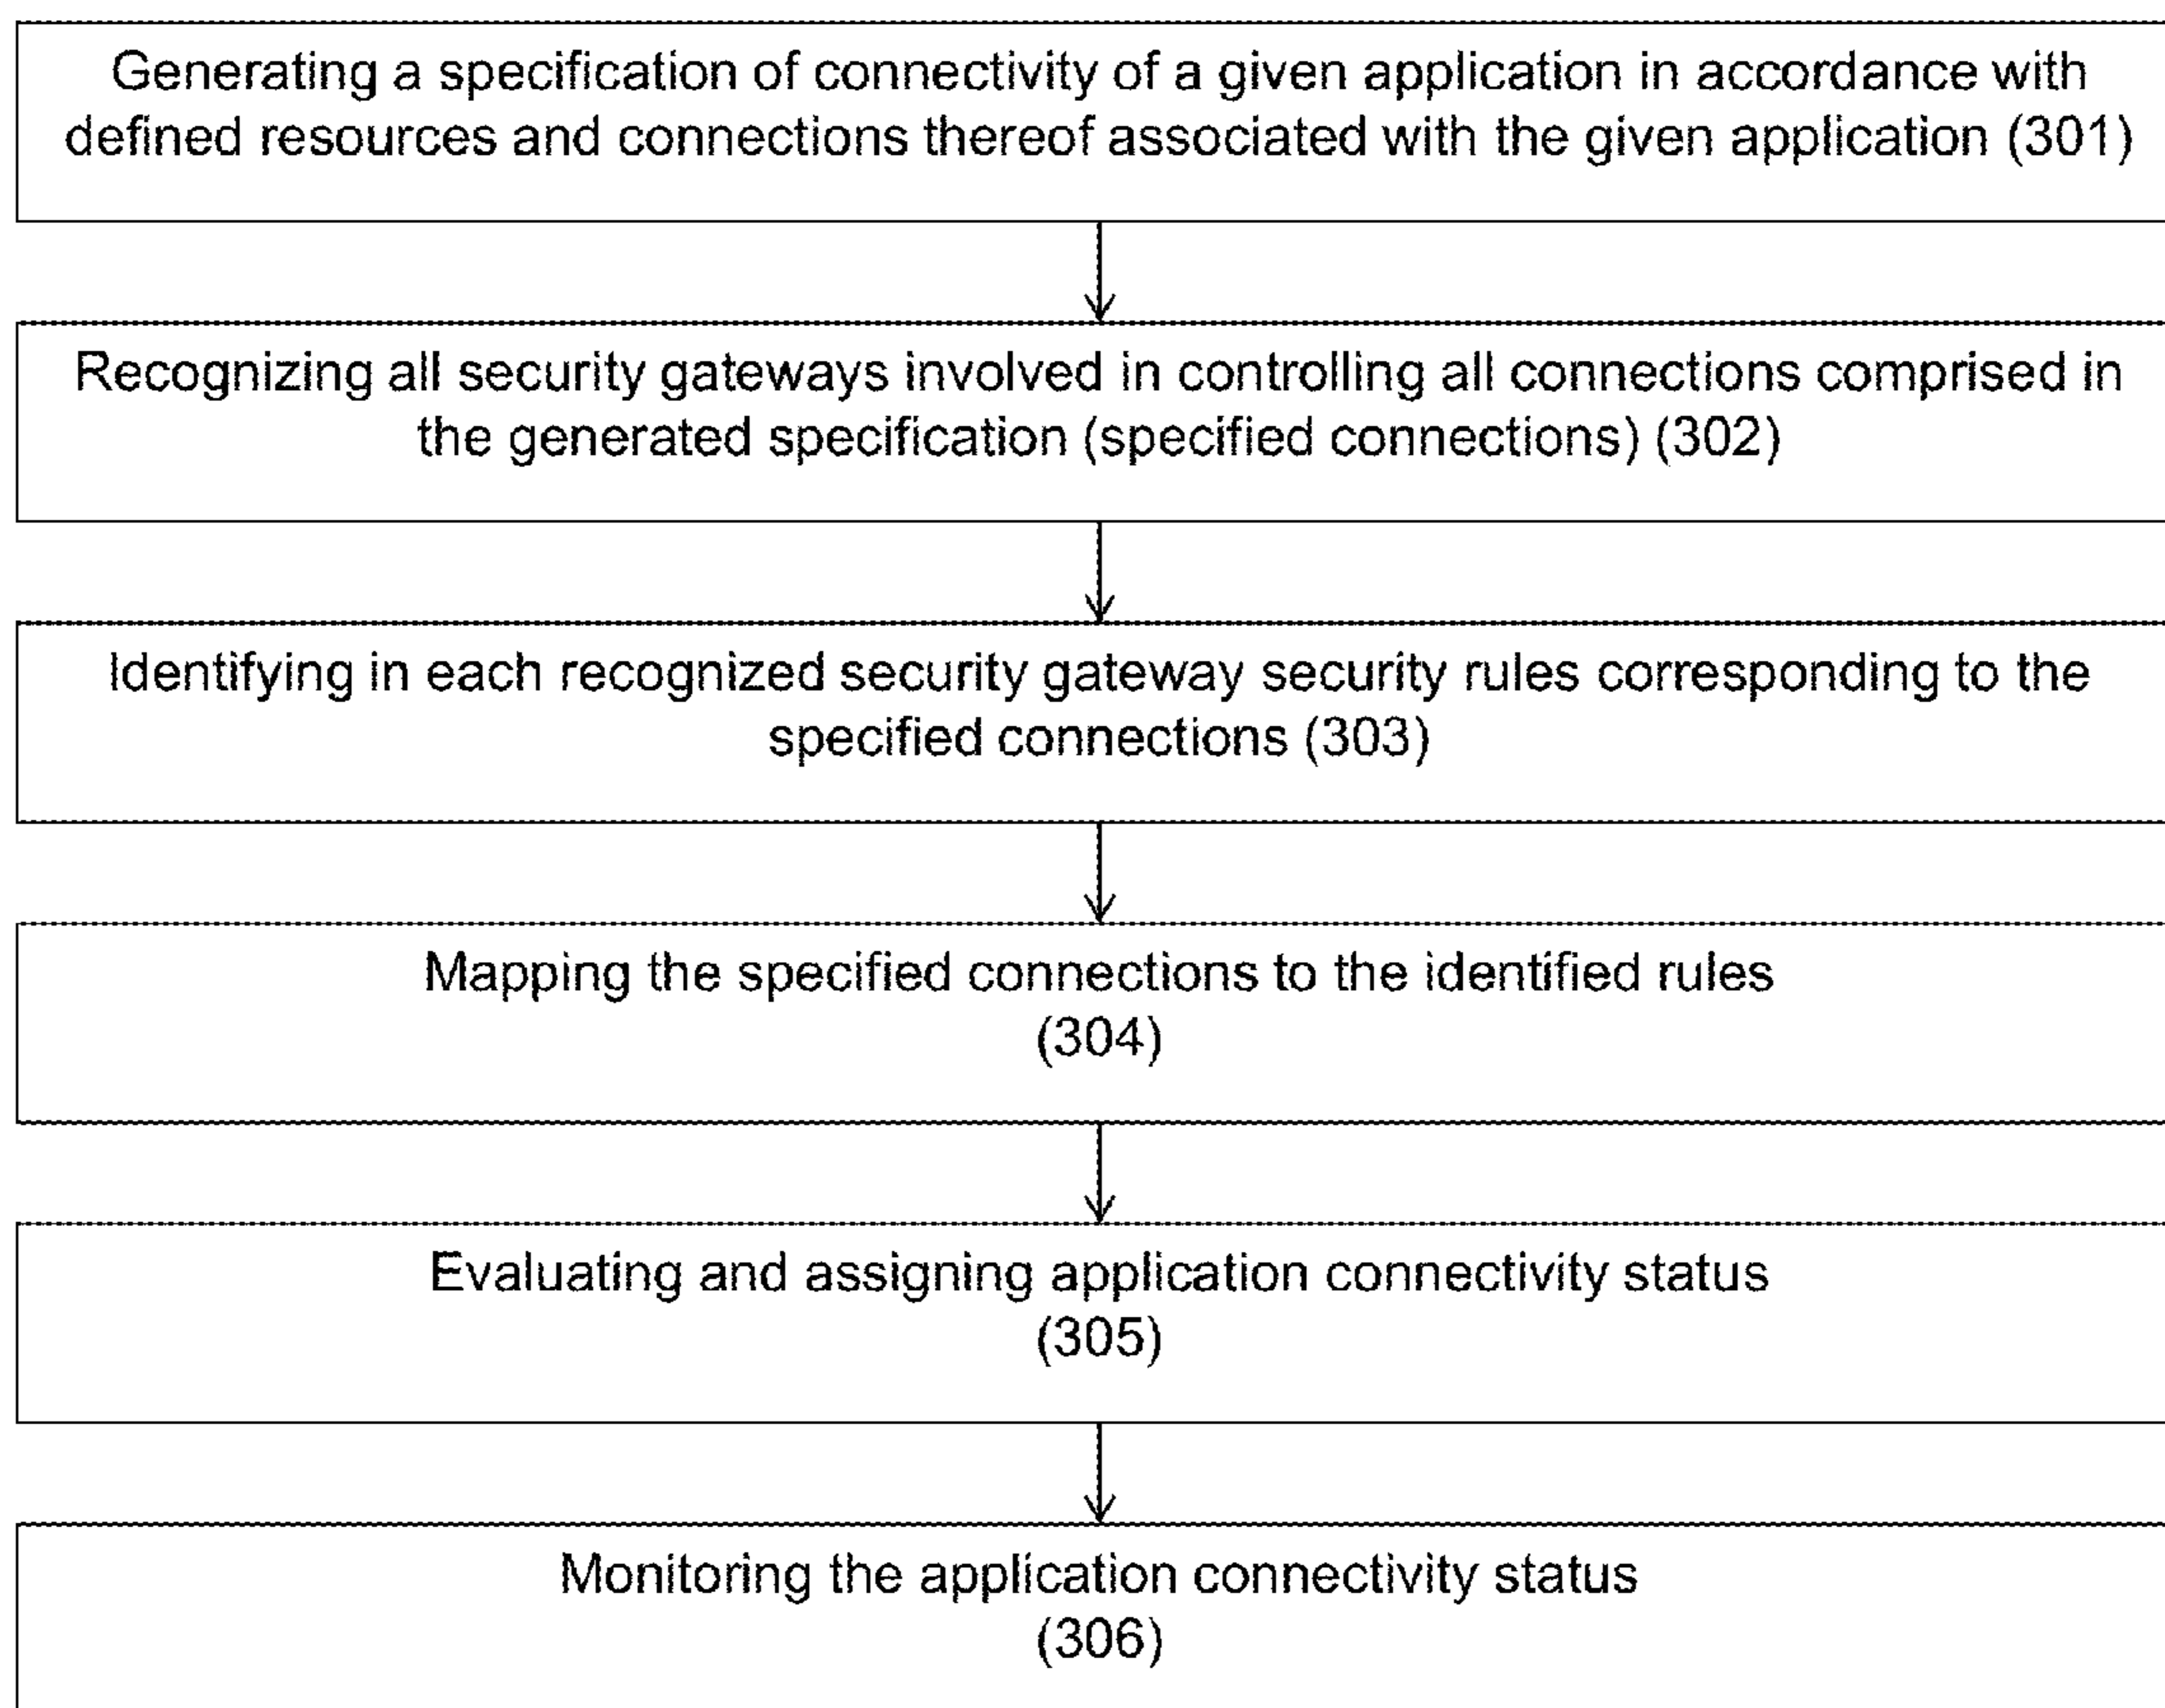 Generating a specification of connectivity of a given application in accordance with
defined resources and connections thereof associated with the given application (301)
Recognizing all security gateways involved in controlling all connections comprised in
the generated specification (specified connections) (302)
Identifying in each recognized security gateway security rules corresponding to the
specified connections (303)
Mapping the specified connections to the identified rules
(304)
Evaluating and assigning application connectivity status
(305)
Monitoring the application connectivity status
(306)